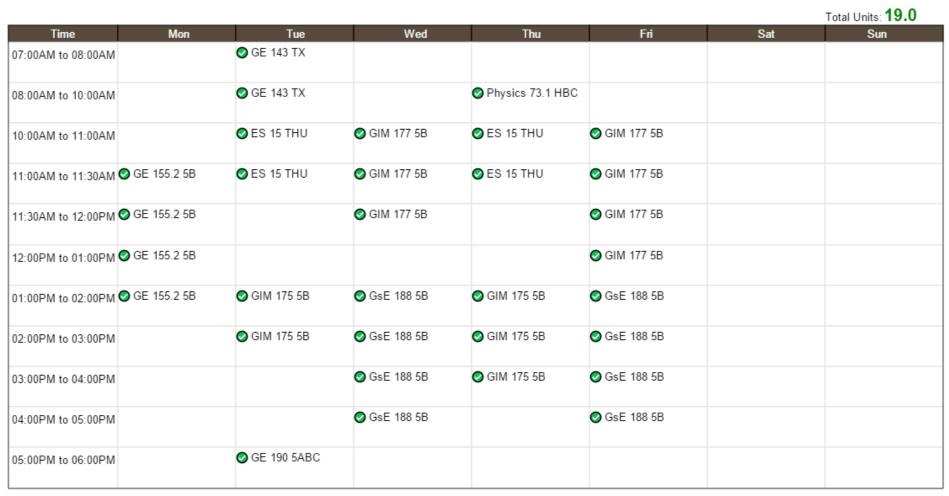 Total Units: 19.0
Time Mon Tue Wed Thu Fri Sat Sun
07:00AM to 08:00AM GE 143 TX
08:00AM to 10:00AM GE 143 TX Physics 73.1 HBC
10:00AM to 11:00AM ES 15 THU GIM 177 5B ES 15 THU GIM 177 5B
11:00AM to 11:30AM GE 155.2 5B ES 15 THU GIM 177 5B ES 15 THU GIM 177 5B
11:30AM to 12:00PM GE 155.2 5B GIM 177 5B GIM 177 5B
12:00PM to 01:00PM GE 155.2 5B GIM 177 5B
01:00PM to 02:00PM GE 155.2 5B GIM 175 5B GsE 188 5B GIM 175 5B GsE 188 5B
02:00PM to 03:00PM GIM 175 5B GsE 188 5B GIM 175 5B GsE 188 5B
03:00PM to 04:00PM GsE 188 5B GIM 175 5B GsE 188 5B
04:00PM to 05:00PM GsE 188 5B GsE 188 5B
05:00PM to 06:00PM GE 190 5ABC